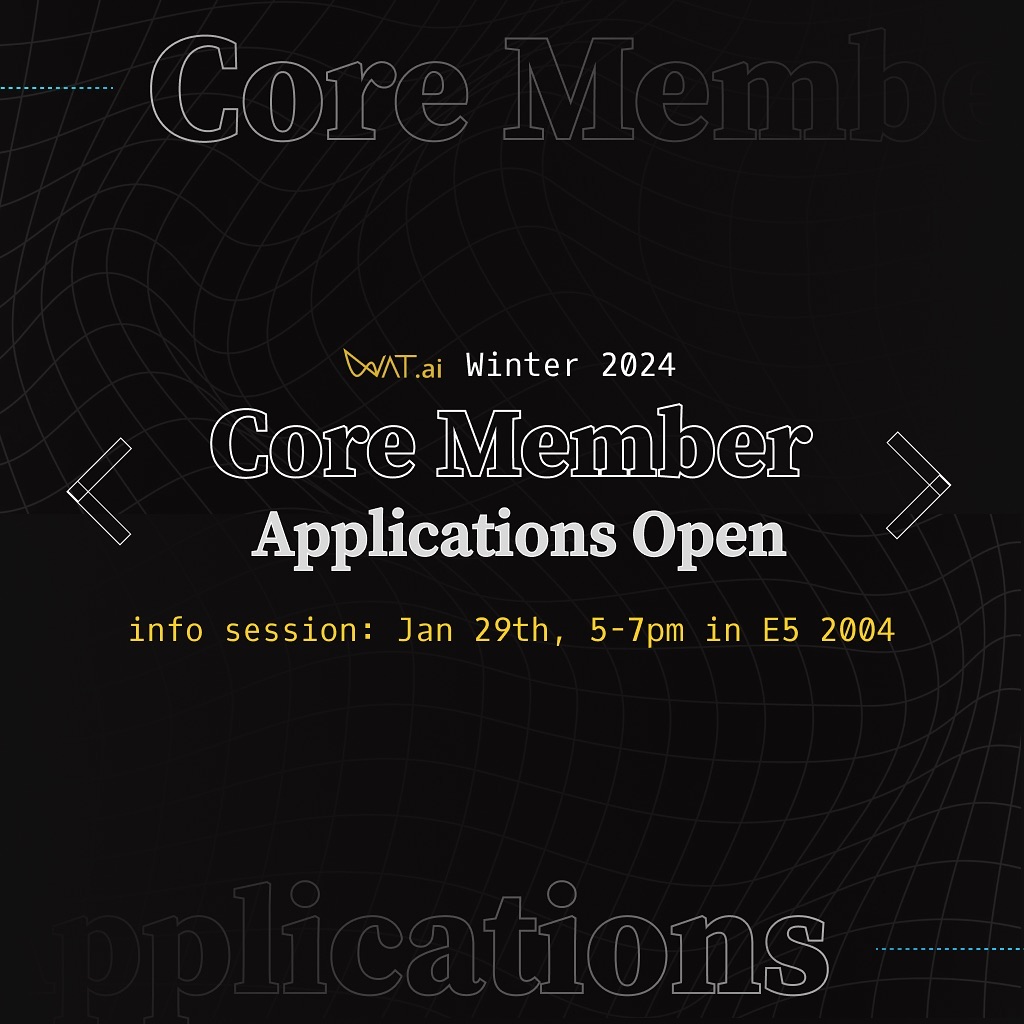 Core Membe
WAT.ai Winter 2024
Core Member
Applications Open
info session: Jan 29th, 5-7pm in E5 2004
pplications